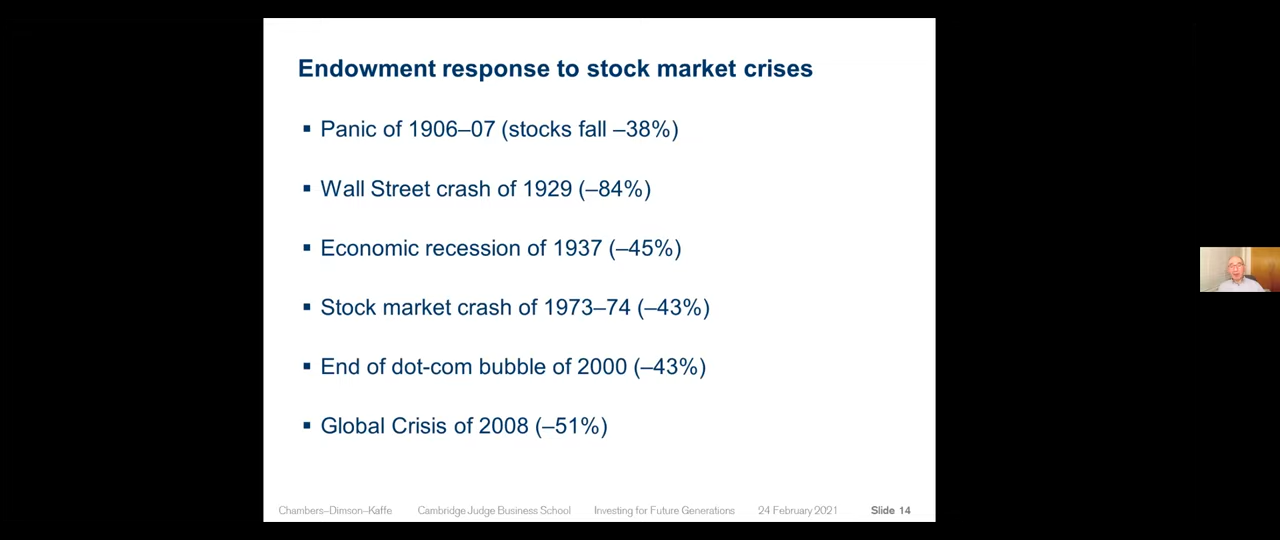 Endowment response to stock market crises
▪ Panic of 1906–07 (stocks fall –38%)
▪ Wall Street crash of 1929 (–84%)
▪ Economic recession of 1937 (–45%)
▪ Stock market crash of 1973–74 (–43%)
▪ End of dot-com bubble of 2000 (–43%)
▪ Global Crisis of 2008 (–51%)
Chambers–Dimson–Kaffe Cambridge Judge Business School Investing for Future Generations 24 February 2021 Slide 14